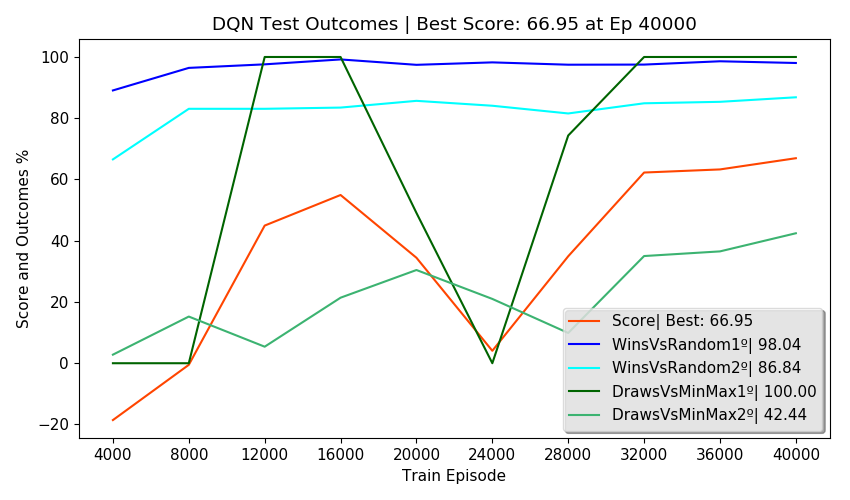 DQN Test Outcomes | Best Score: 66.95 at Ep 40000
Score and Outcomes %
100
80
60
40
20
0
−20
Score| Best: 66.95
WinsVsRandom1º| 98.04
WinsVsRandom2º| 86.84
DrawsVsMinMax1º| 100.00
DrawsVsMinMax2º| 42.44
4000 8000 12000 16000 20000 24000 28000 32000 36000 40000
Train Episode